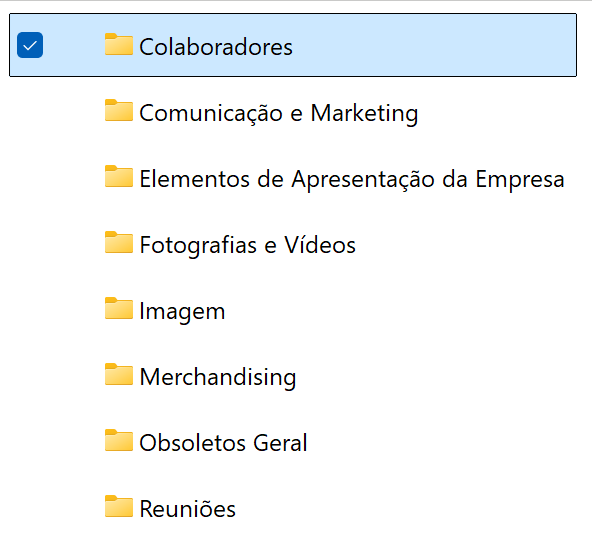 Colaboradores
Comunicação e Marketing
Elementos de Apresentação da Empresa
Fotografias e Vídeos
Imagem
Merchandising
Obsoletos Geral
Reuniões